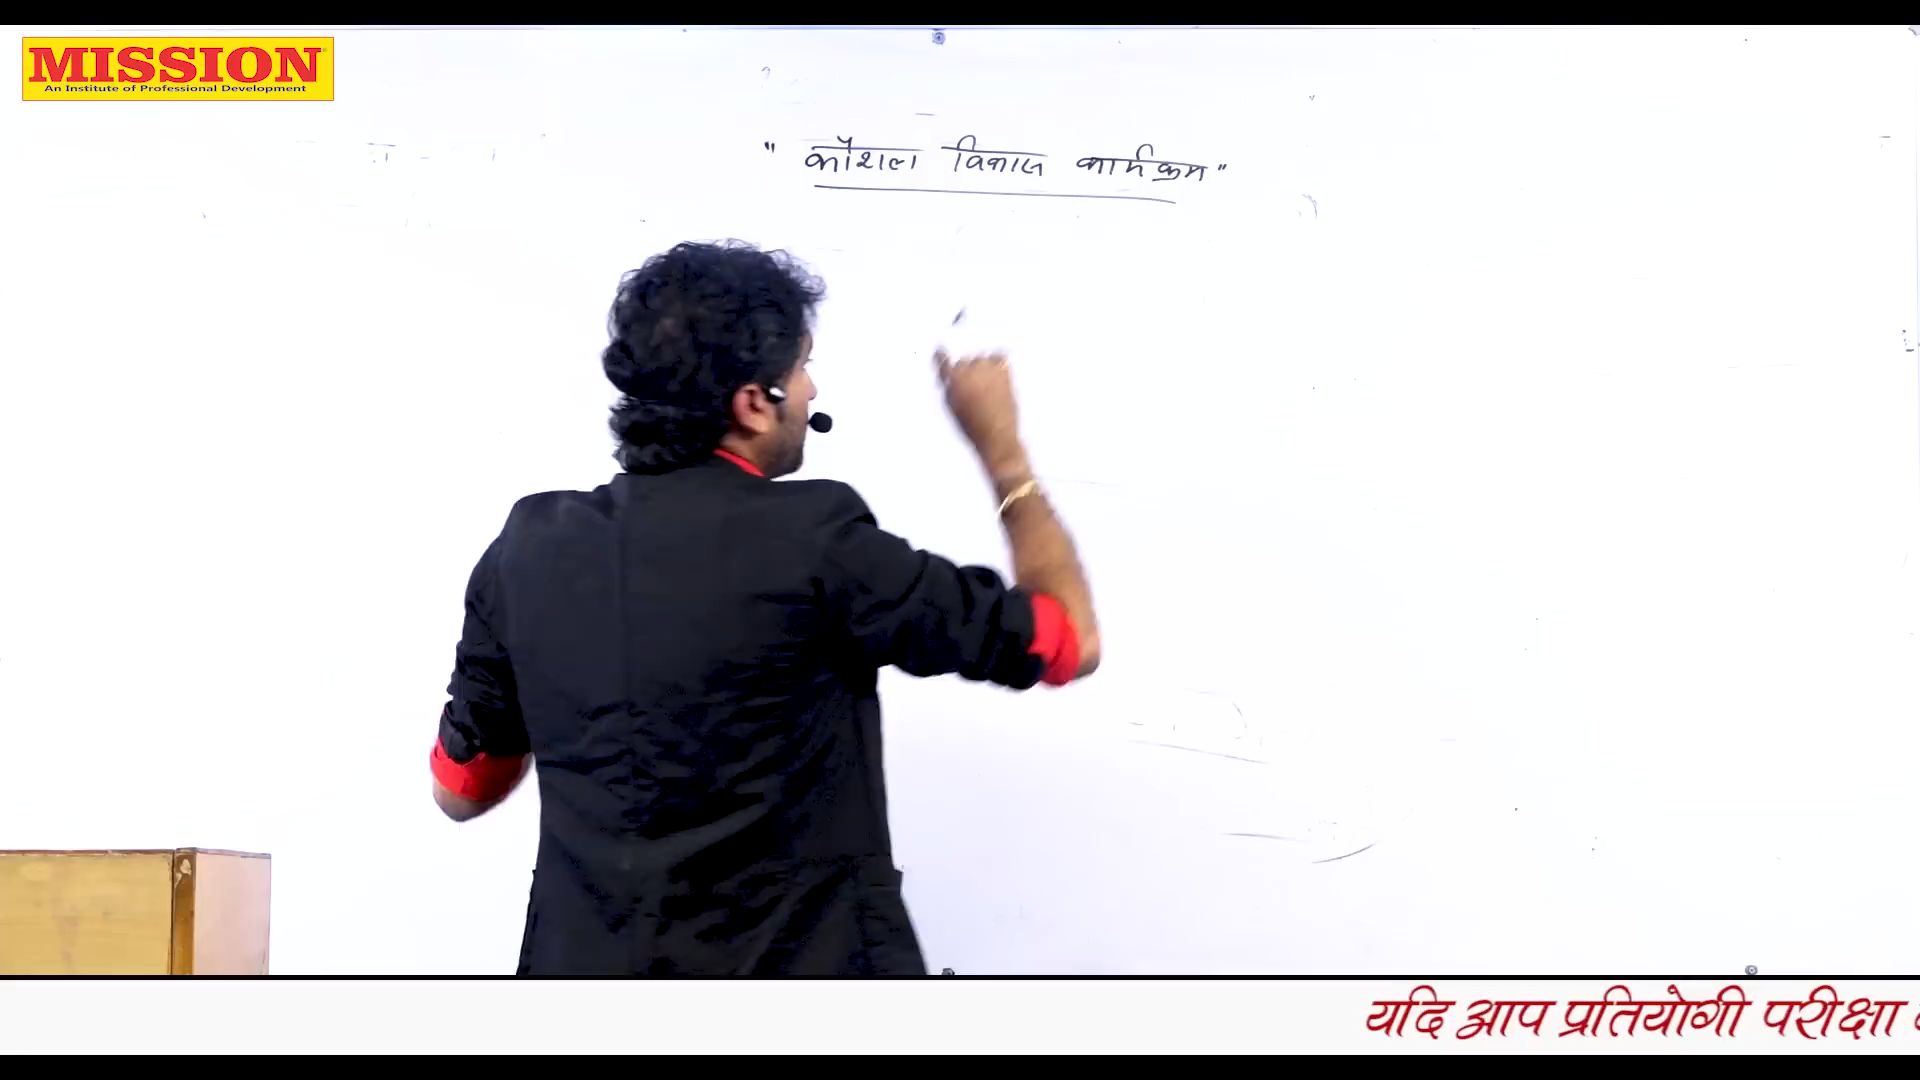 MISSION
An Institute of Professional Development
" कौशल विकास कार्यक्रम "
यदि आप प्रतियोगी परीक्षा